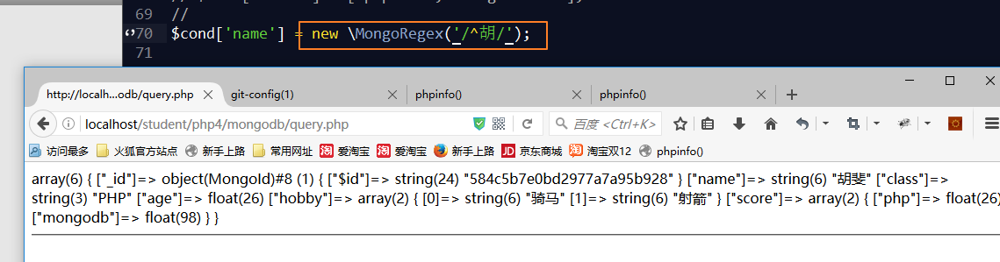 69 //
70 $cond['name'] = new \MongoRegex('/^胡/');
71
http://localh...odb/query.php git-config(1) phpinfo() phpinfo()
localhost/student/php4/mongodb/query.php 百度 <Ctrl+K>
访问最多 火狐官方站点 新手上路 常用网址 爱淘宝 爱淘宝 新手上路 京东商城 淘宝双12 phpinfo()
array(6) { ["_id"]=> object(MongoId)#8 (1) { ["$id"]=> string(24) "584c5b7e0bd2977a7a95b928" } ["name"]=> string(6) "胡斐" ["class"]=>
string(3) "PHP" ["age"]=> float(26) ["hobby"]=> array(2) { [0]=> string(6) "骑马" [1]=> string(6) "射箭" } ["score"]=> array(2) { ["php"]=> float(26)
["mongodb"]=> float(98) } }